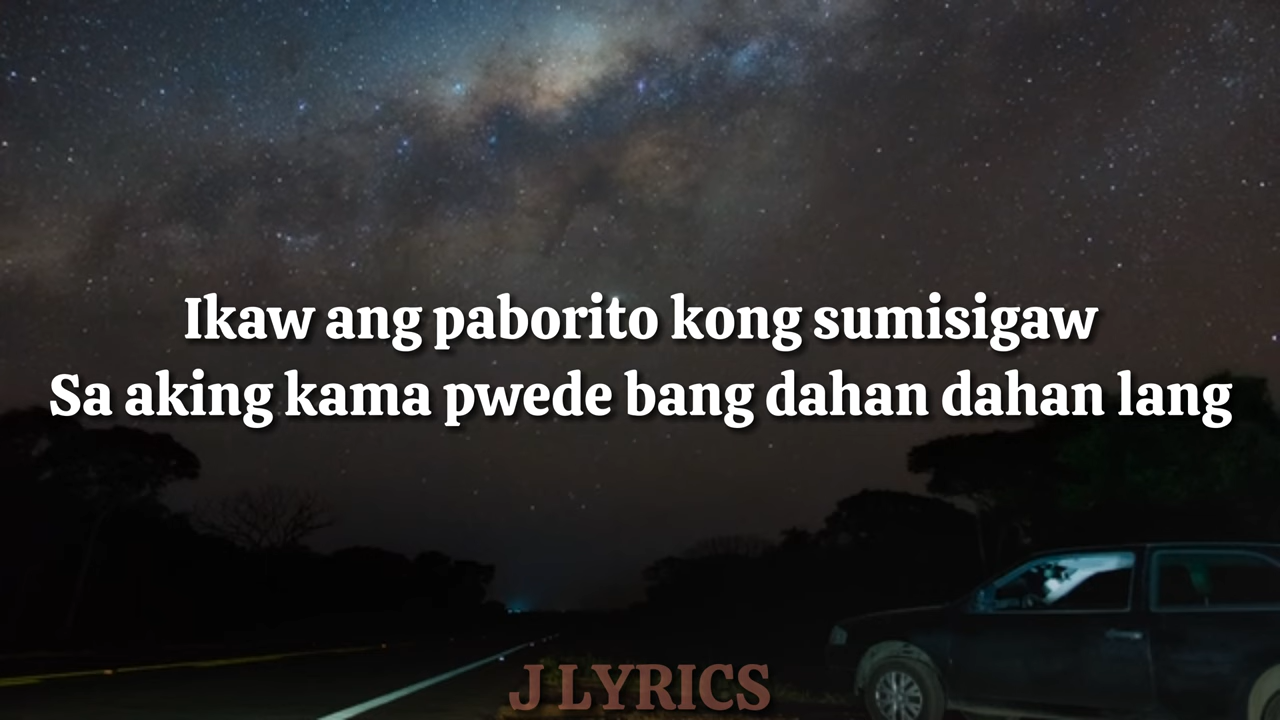 Ikaw ang paborito kong sumisigaw
Sa aking kama pwede bang dahan dahan lang
J LYRICS